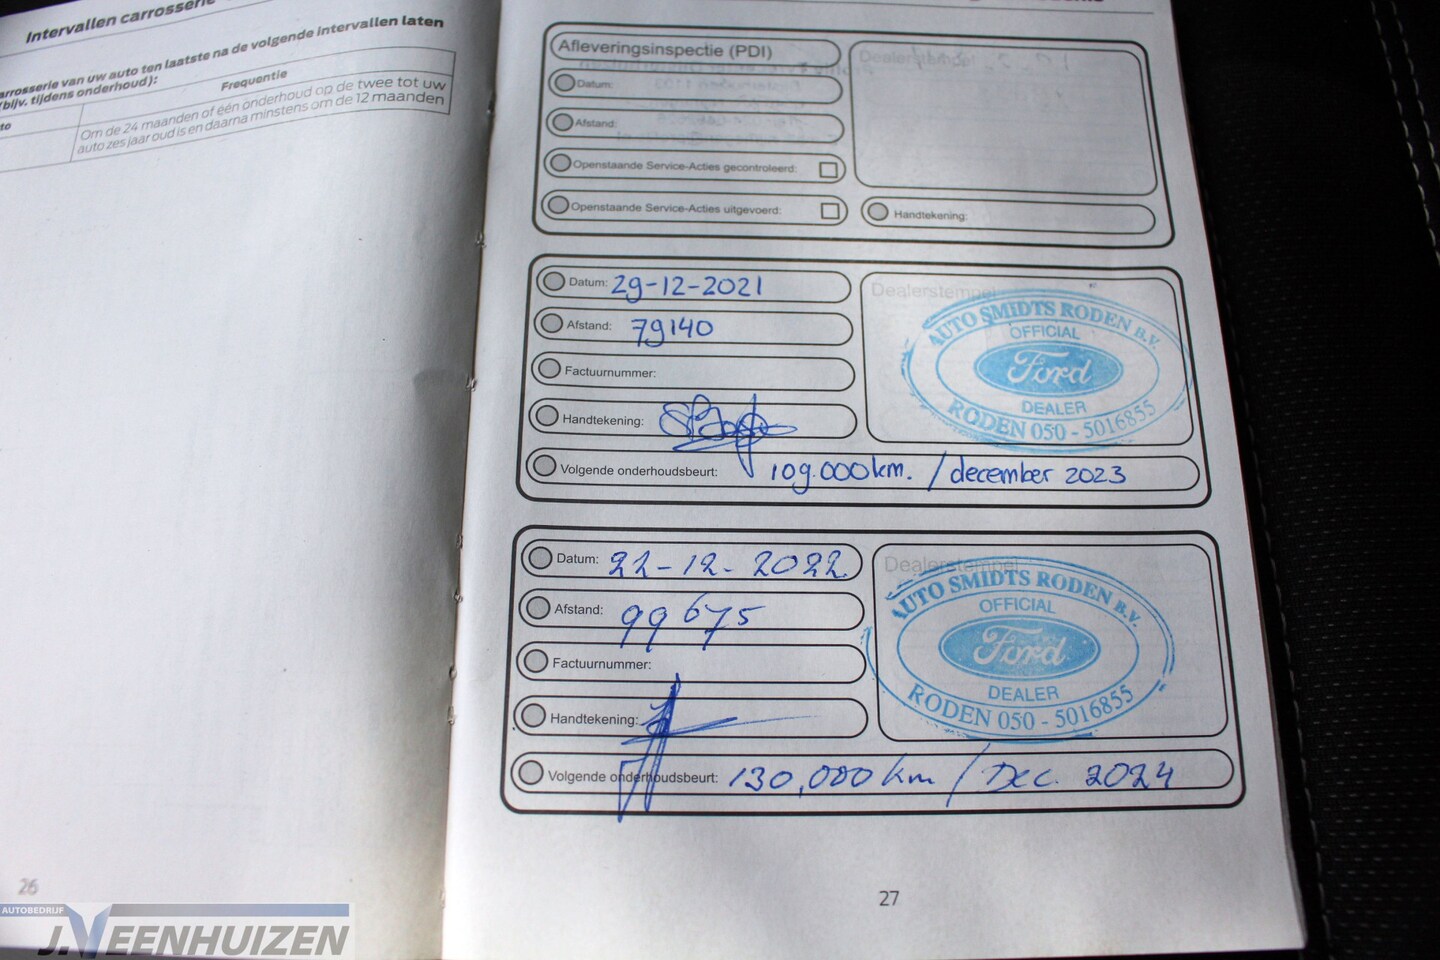 Intervallen carrosserie
arrosserie van uw auto ten laatste na de volgende intervallen laten
(bijv. tijdens onderhoud):
Frequentie
to
Om de 24 maanden of één onderhoud op de twee tot uw
auto zes jaar oud is en daarna minstens om de 12 maanden
26
AUTOBEDRIJF
J. VEENHUIZEN
Afleveringsinspectie (PDI)
Dealerstempel
Datum:
Afstand:
Openstaande Service-Acties gecontroleerd:
Openstaande Service-Acties uitgevoerd:
Handtekening:
Datum: 29-12-2021
Afstand: 79140
Factuurnummer:
Handtekening:
Volgende onderhoudsbeurt: 109.000km. / december 2023
Dealerstempel
AUTO SMIDTS RODEN B.V.
OFFICIAL
Ford
DEALER
RODEN 050 - 5016855
Datum: 22-12-2022
Afstand: 99675
Factuurnummer:
Handtekening:
Volgende onderhoudsbeurt: 130,000 km / Dec. 2024
Dealerstempel
AUTO SMIDTS RODEN B.V.
OFFICIAL
Ford
DEALER
RODEN 050 - 5016855
27